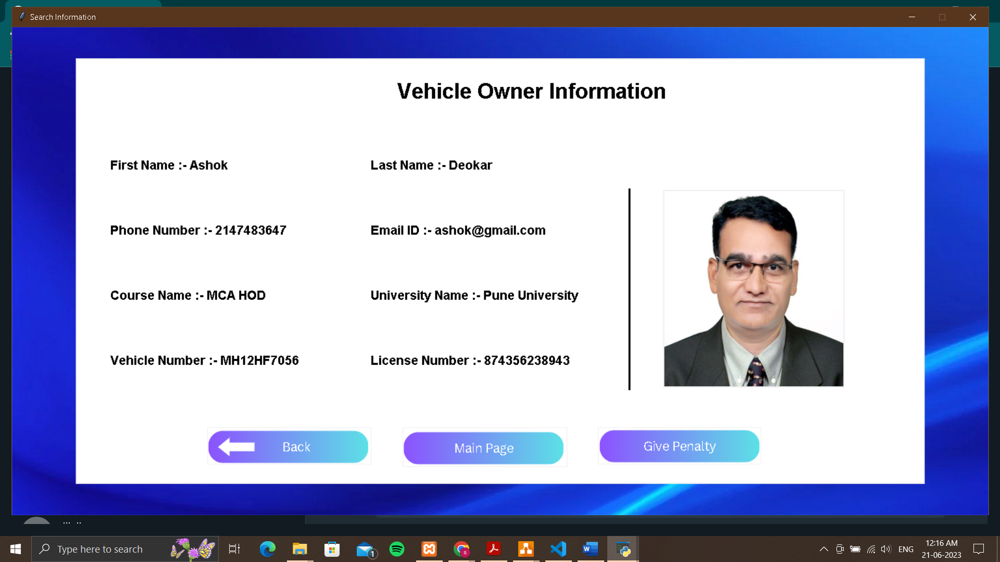 Search Information
Vehicle Owner Information
First Name :- Ashok
Last Name :- Deokar
Phone Number :- 2147483647
Email ID :- ashok@gmail.com
Course Name :- MCA HOD
University Name :- Pune University
Vehicle Number :- MH12HF7056
License Number :- 874356238943
Back
Main Page
Give Penalty
Type here to search
1
W
S
ENG
12:16 AM
21-06-2023